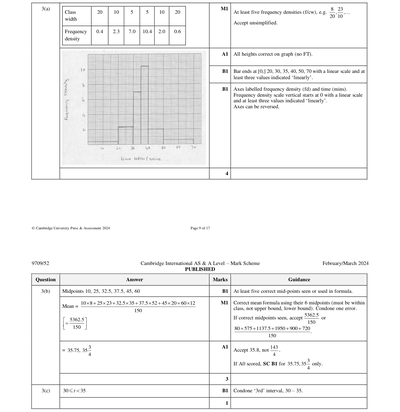 3(a)
Class width 20 10 5 5 10 20
Frequency density 0.4 2.3 7.0 10.4 2.0 0.6
M1
At least five frequency densities (f/cw), e.g. 8/20, 23/10, …
Accept unsimplified.
A1
All heights correct on graph (no FT).
B1
Bar ends at [0,] 20, 30, 35, 40, 50, 70 with a linear scale and at
least three values indicated ‘linearly’.
B1
Axes labelled frequency density (fd) and time (mins).
Frequency density scale vertical starts at 0 with a linear scale
and at least three values indicated ‘linearly’.
Axes can be reversed.
4
© Cambridge University Press & Assessment 2024
Page 9 of 17
9709/52
Cambridge International AS & A Level – Mark Scheme
PUBLISHED
February/March 2024
Question Answer Marks Guidance
3(b)
Midpoints 10, 25, 32.5, 37.5, 45, 60
B1
At least five correct mid-points seen or used in formula.
Mean = (10×8+25×23+32.5×35+37.5×52+45×20+60×12)/150
[= 5362.5/150]
M1
Correct mean formula using their 6 midpoints (must be within
class, not upper bound, lower bound). Condone one error.
If correct midpoints seen, accept 5362.5/150 or
(80+575+1137.5+1950+900+720)/150.
= 35.75, 35 3/4
A1
Accept 35.8, not 143/4.
If A0 scored, SC B1 for 35.75, 35 3/4 only.
3
3(c)
30 ⩽ t < 35
B1
Condone ‘3rd’ interval, 30 – 35.
1